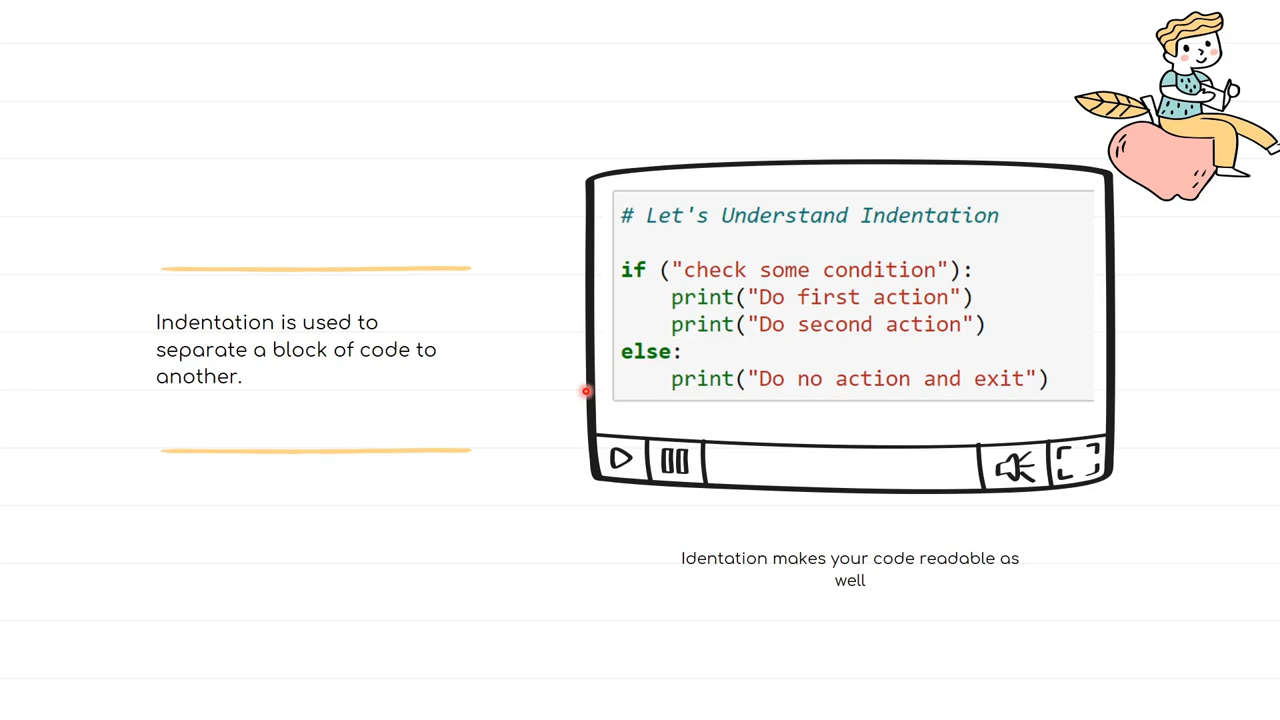 Indentation is used to
separate a block of code to
another.
# Let's Understand Indentation
if ("check some condition"):
    print("Do first action")
    print("Do second action")
else:
    print("Do no action and exit")
Identation makes your code readable as
well